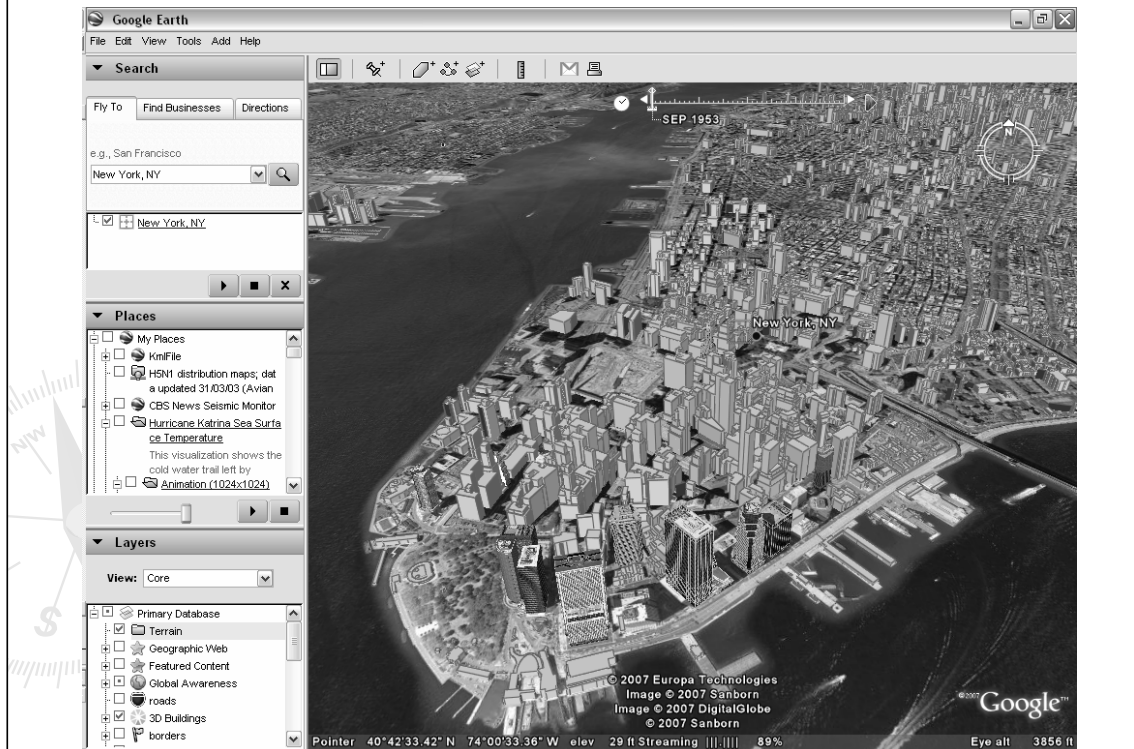 Google Earth
File Edit View Tools Add Help
Search
Fly To Find Businesses Directions
e.g., San Francisco
New York, NY
New York, NY
Places
My Places
KmlFile
H5N1 distribution maps; dat
a updated 31/03/03 (Avian
CBS News Seismic Monitor
Hurricane Katrina Sea Surfa
ce Temperature
This visualization shows the
cold water trail left by
Animation (1024x1024)
Layers
View: Core
Primary Database
Terrain
Geographic Web
Featured Content
Global Awareness
roads
3D Buildings
borders
SEP 1953
N
New York, NY
© 2007 Europa Technologies
Image © 2007 Sanborn
Image © 2007 DigitalGlobe
© 2007 Sanborn
©2007 Google™
Pointer 40°42'33.42" N 74°00'33.36" W elev 29 ft Streaming ||||||||| 89% Eye alt 3856 ft
NW
S